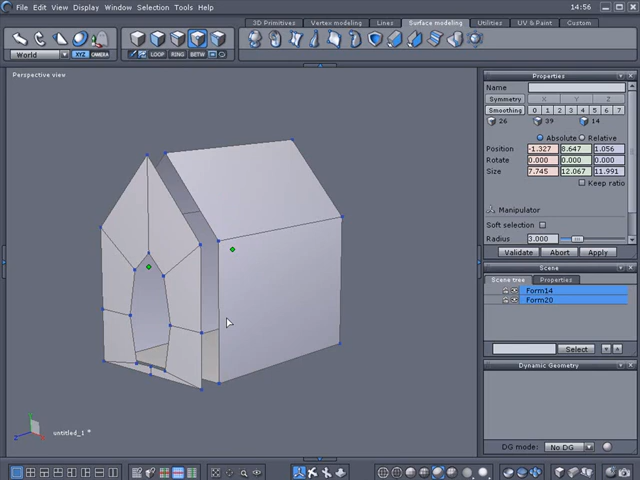 File Edit View Display Window Selection Tools Help 14:56
3D Primitives Vertex modeling Lines Surface modeling Utilities UV & Paint Custom
World XYZ CAMERA LOOP RING BETW
Perspective view
Properties
Name
Symmetry X Y Z
Smoothing 0 1 2 3 4 5 6 7
26 39 14
Absolute Relative
Position -1.327 8.647 1.056
Rotate 0.000 0.000 0.000
Size 7.745 12.067 11.991
Keep ratio
Manipulator
Soft selection
Radius 3.000
Validate Abort Apply
Scene
Scene tree Properties
Form14
Form20
Select
Dynamic Geometry
DG mode: No DG
untitled_1 *